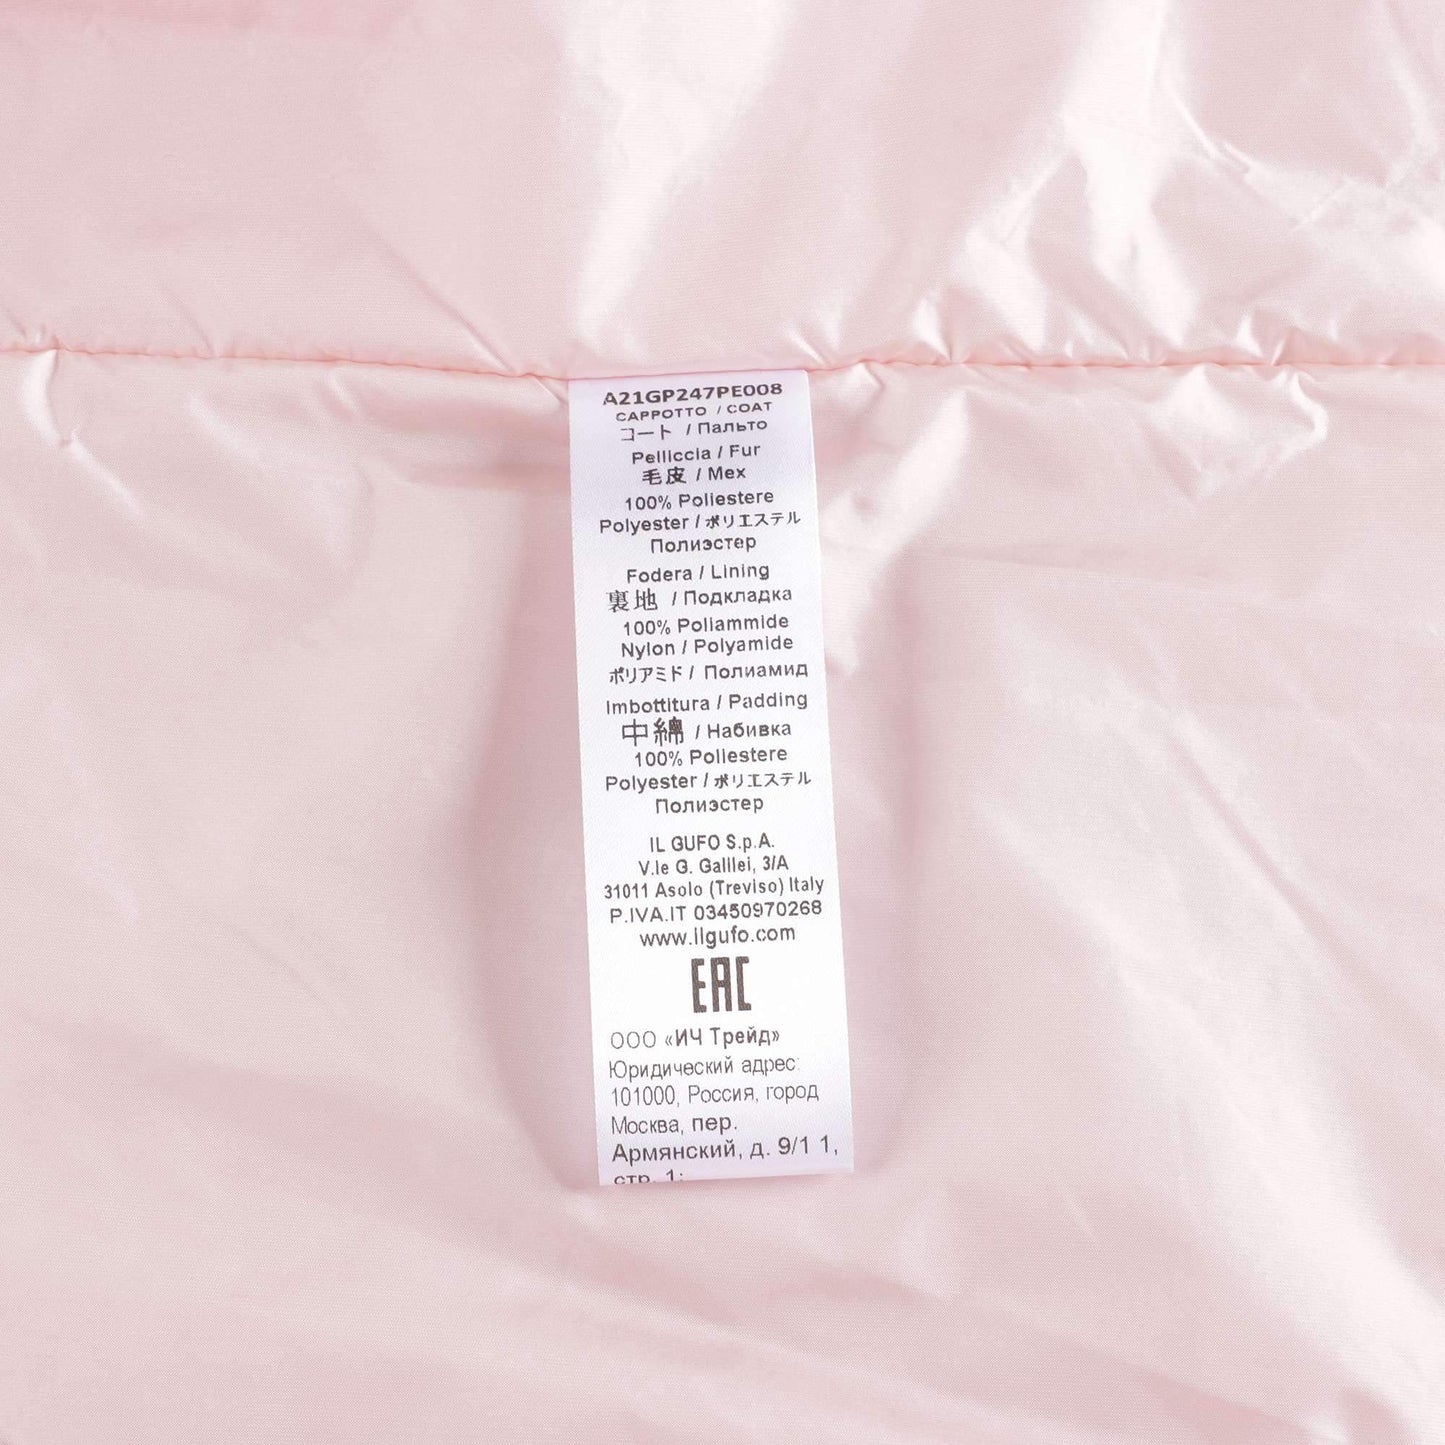 A21GP247PE008
CAPPOTTO / COAT
コート / Пальто
Pelliccia / Fur
毛皮 / Мех
100% Poliestere
Polyester / ポリエステル
Полиэстер
Fodera / Lining
裏地 / Подкладка
100% Poliammide
Nylon / Polyamide
ポリアミド / Полиамид
Imbottitura / Padding
中綿 / Набивка
100% Poliestere
Polyester / ポリエステル
Полиэстер
IL GUFO S.p.A.
V.le G. Galilei, 3/A
31011 Asolo (Treviso) Italy
P.IVA.IT 03450970268
www.ilgufo.com
EAC
ООО «ИЧ Трейд»
Юридический адрес:
101000, Россия, город
Москва, пер.
Армянский, д. 9/1 1,
стр. 1;